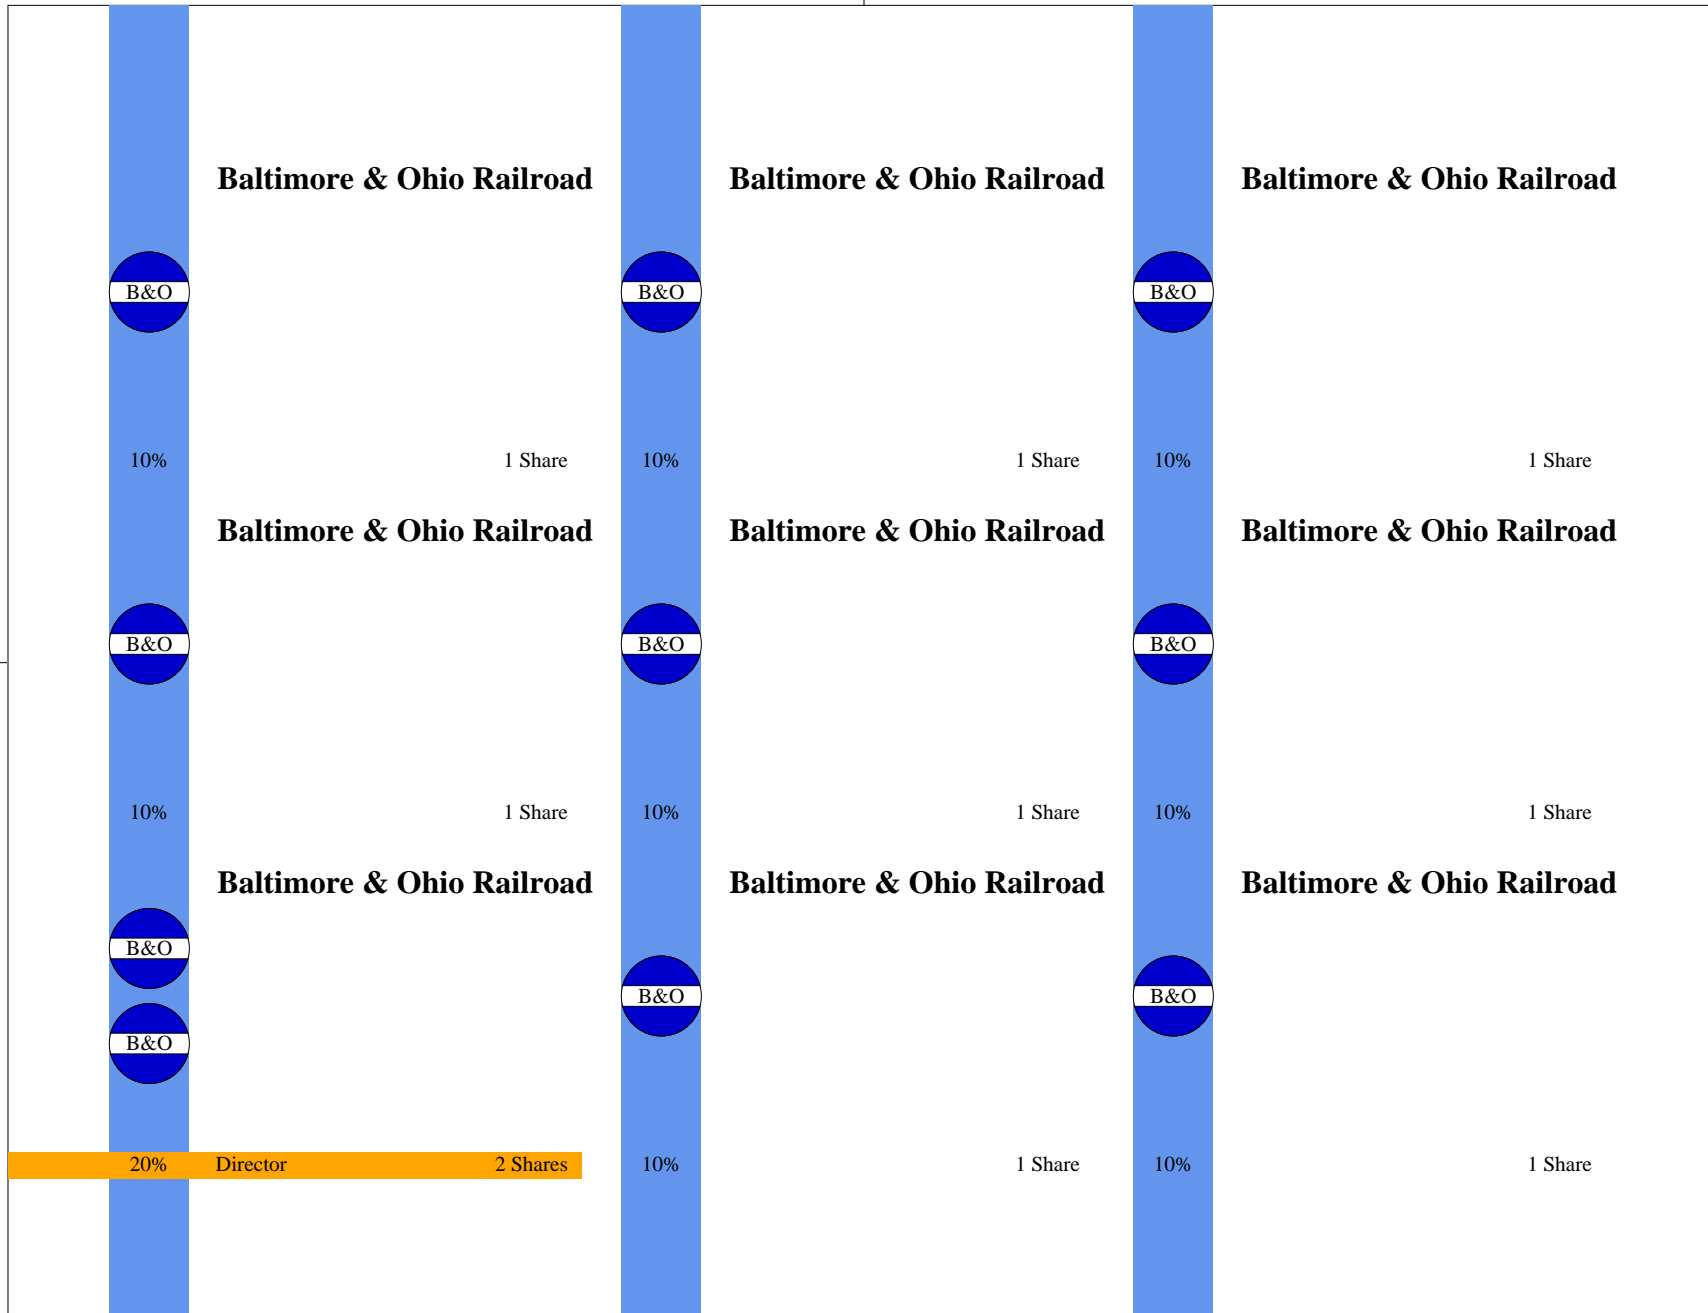 Baltimore & Ohio Railroad Baltimore & Ohio Railroad Baltimore & Ohio Railroad
B&O B&O B&O
10% 1 Share 10% 1 Share 10% 1 Share
Baltimore & Ohio Railroad Baltimore & Ohio Railroad Baltimore & Ohio Railroad
B&O B&O B&O
10% 1 Share 10% 1 Share 10% 1 Share
Baltimore & Ohio Railroad Baltimore & Ohio Railroad Baltimore & Ohio Railroad
B&O
B&O B&O
B&O
20% Director 2 Shares 10% 1 Share 10% 1 Share